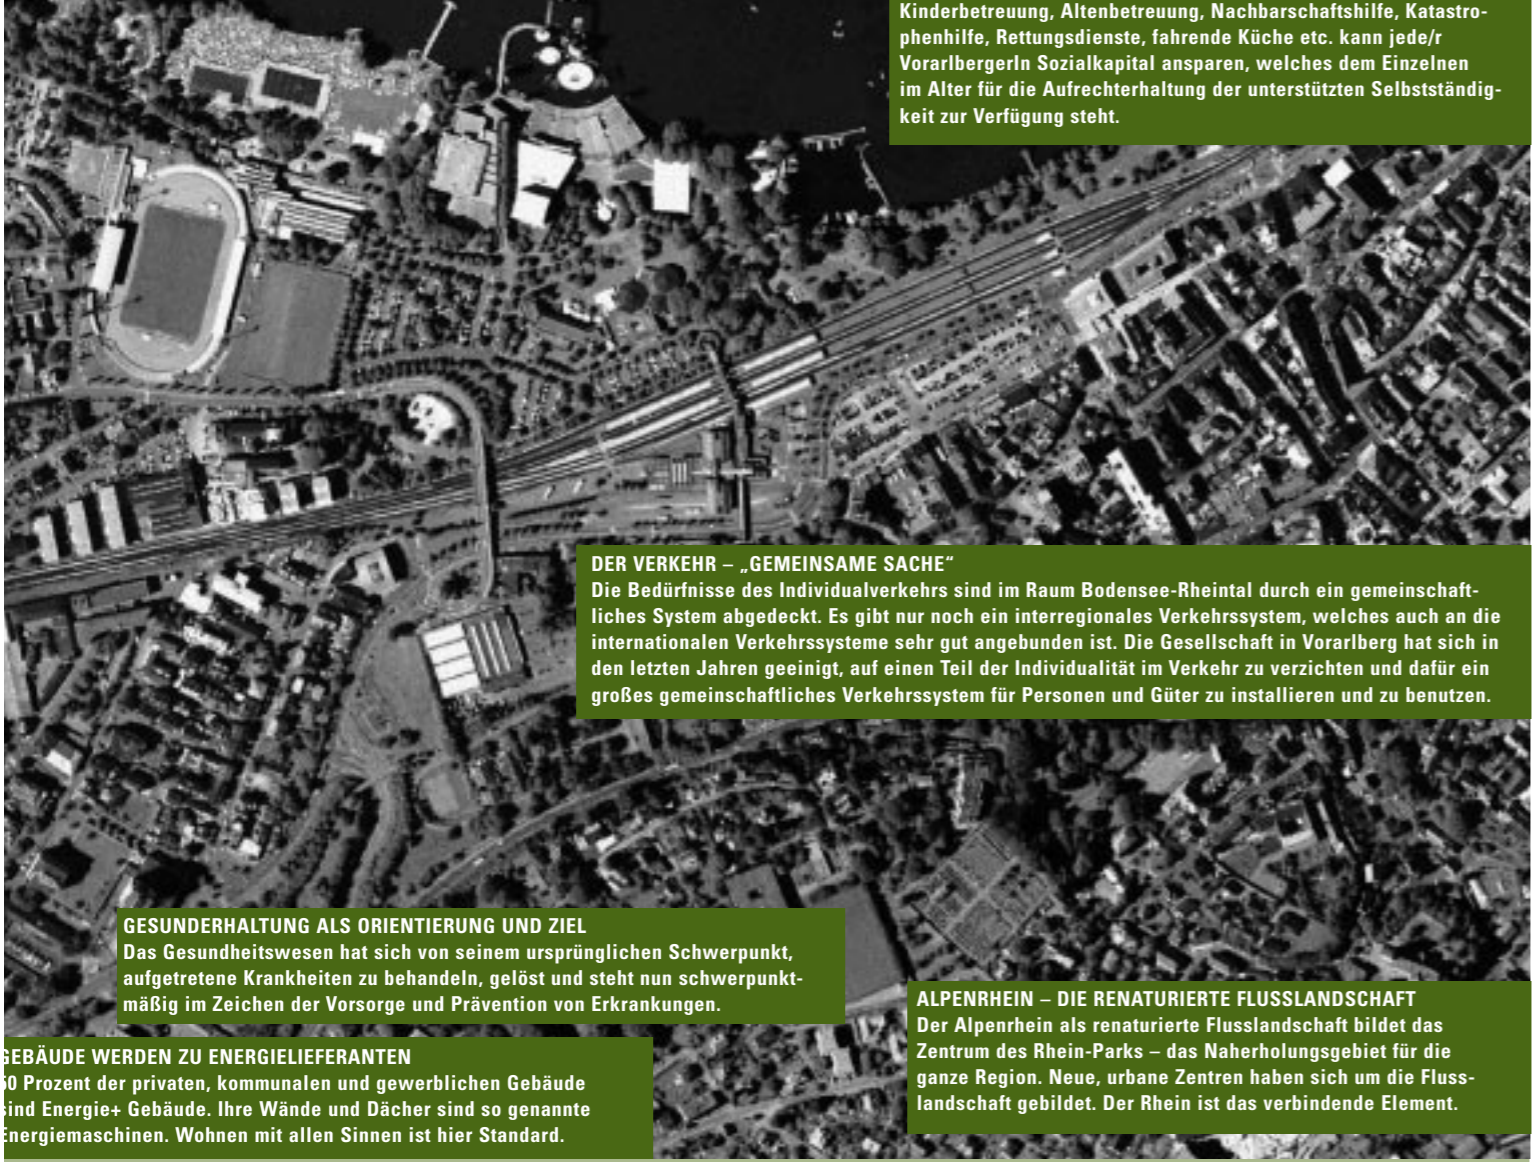 Kinderbetreuung, Altenbetreuung, Nachbarschaftshilfe, Katastro-
phenhilfe, Rettungsdienste, fahrende Küche etc. kann jede/r
VorarlbergerIn Sozialkapital ansparen, welches dem Einzelnen
im Alter für die Aufrechterhaltung der unterstützten Selbstständig-
keit zur Verfügung steht.
DER VERKEHR – „GEMEINSAME SACHE“
Die Bedürfnisse des Individualverkehrs sind im Raum Bodensee-Rheintal durch ein gemeinschaft-
liches System abgedeckt. Es gibt nur noch ein interregionales Verkehrssystem, welches auch an die
internationalen Verkehrssysteme sehr gut angebunden ist. Die Gesellschaft in Vorarlberg hat sich in
den letzten Jahren geeinigt, auf einen Teil der Individualität im Verkehr zu verzichten und dafür ein
großes gemeinschaftliches Verkehrssystem für Personen und Güter zu installieren und zu benutzen.
GESUNDERHALTUNG ALS ORIENTIERUNG UND ZIEL
Das Gesundheitswesen hat sich von seinem ursprünglichen Schwerpunkt,
aufgetretene Krankheiten zu behandeln, gelöst und steht nun schwerpunkt-
mäßig im Zeichen der Vorsorge und Prävention von Erkrankungen.
ALPENRHEIN – DIE RENATURIERTE FLUSSLANDSCHAFT
Der Alpenrhein als renaturierte Flusslandschaft bildet das
Zentrum des Rhein-Parks – das Naherholungsgebiet für die
ganze Region. Neue, urbane Zentren haben sich um die Fluss-
landschaft gebildet. Der Rhein ist das verbindende Element.
GEBÄUDE WERDEN ZU ENERGIELIEFERANTEN
Prozent der privaten, kommunalen und gewerblichen Gebäude
sind Energie+ Gebäude. Ihre Wände und Dächer sind so genannte
Energiemaschinen. Wohnen mit allen Sinnen ist hier Standard.